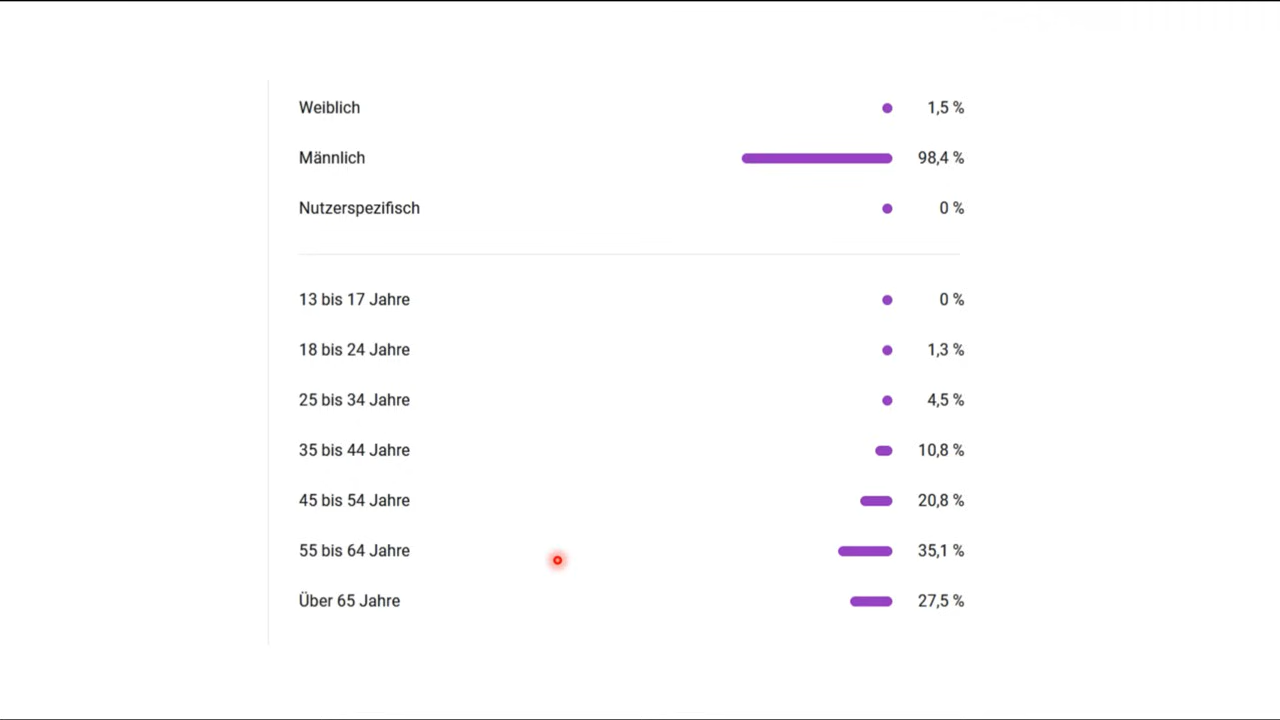 Weiblich 1,5 %
Männlich 98,4 %
Nutzerspezifisch 0 %
13 bis 17 Jahre 0 %
18 bis 24 Jahre 1,3 %
25 bis 34 Jahre 4,5 %
35 bis 44 Jahre 10,8 %
45 bis 54 Jahre 20,8 %
55 bis 64 Jahre 35,1 %
Über 65 Jahre 27,5 %